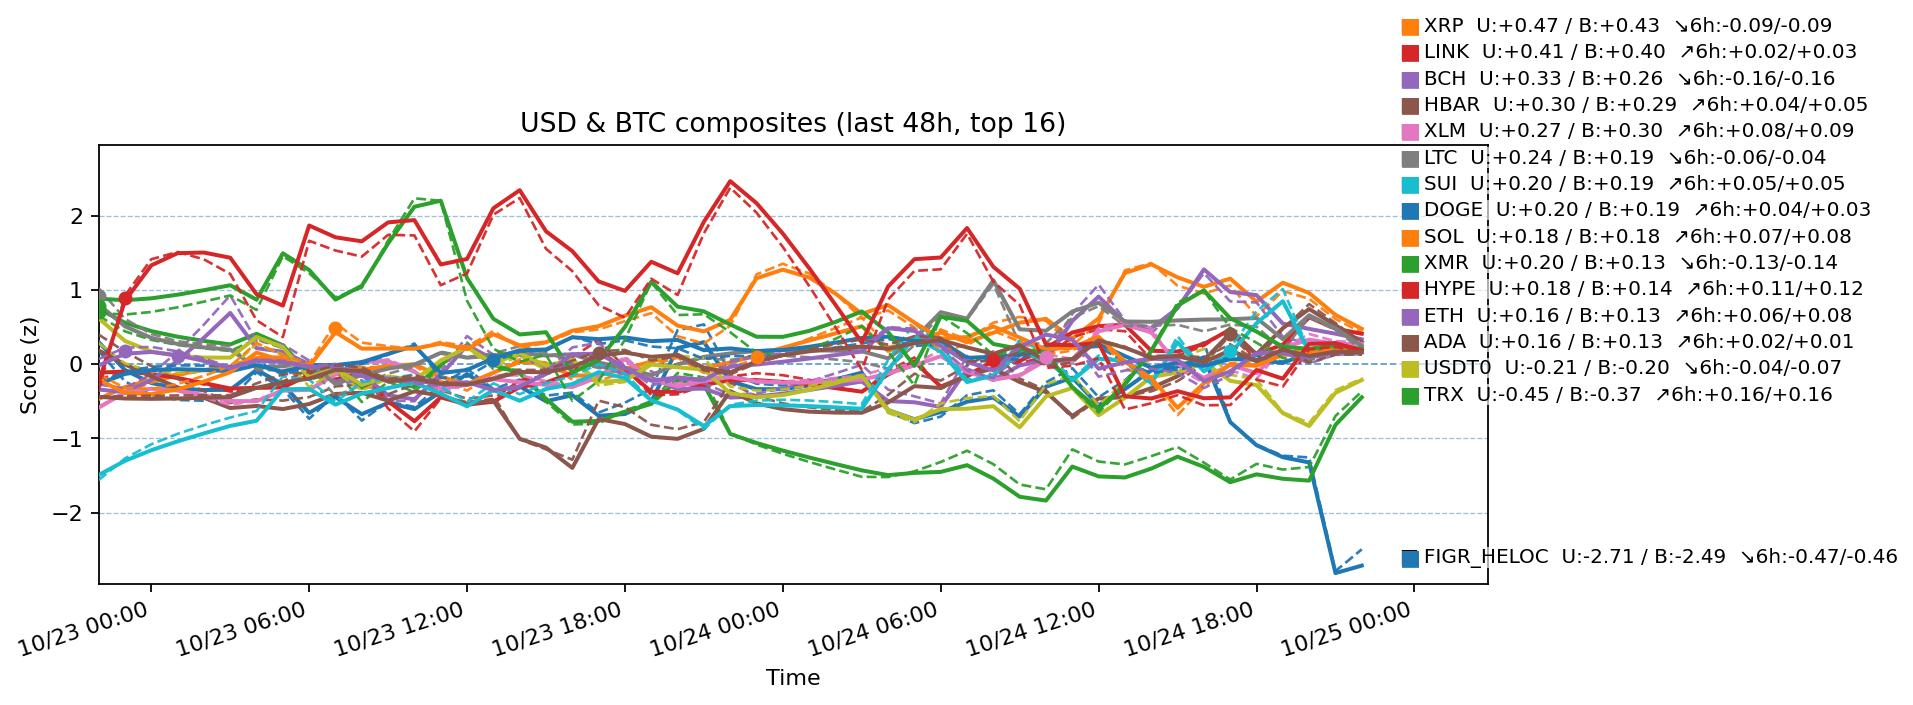 XRP  U:+0.47 / B:+0.43  ↘6h:-0.09/-0.09
LINK  U:+0.41 / B:+0.40  ↗6h:+0.02/+0.03
BCH  U:+0.33 / B:+0.26  ↘6h:-0.16/-0.16
HBAR  U:+0.30 / B:+0.29  ↗6h:+0.04/+0.05
XLM  U:+0.27 / B:+0.30  ↗6h:+0.08/+0.09
LTC  U:+0.24 / B:+0.19  ↘6h:-0.06/-0.04
SUI  U:+0.20 / B:+0.19  ↗6h:+0.05/+0.05
DOGE  U:+0.20 / B:+0.19  ↗6h:+0.04/+0.03
SOL  U:+0.18 / B:+0.18  ↗6h:+0.07/+0.08
XMR  U:+0.20 / B:+0.13  ↘6h:-0.13/-0.14
HYPE  U:+0.18 / B:+0.14  ↗6h:+0.11/+0.12
ETH  U:+0.16 / B:+0.13  ↗6h:+0.06/+0.08
ADA  U:+0.16 / B:+0.13  ↗6h:+0.02/+0.01
USDT0  U:-0.21 / B:-0.20  ↘6h:-0.04/-0.07
TRX  U:-0.45 / B:-0.37  ↗6h:+0.16/+0.16
FIGR_HELOC  U:-2.71 / B:-2.49  ↘6h:-0.47/-0.46
USD & BTC composites (last 48h, top 16)
Score (z)
2
1
0
−1
−2
10/23 00:00
10/23 06:00
10/23 12:00
10/23 18:00
10/24 00:00
10/24 06:00
10/24 12:00
10/24 18:00
10/25 00:00
Time